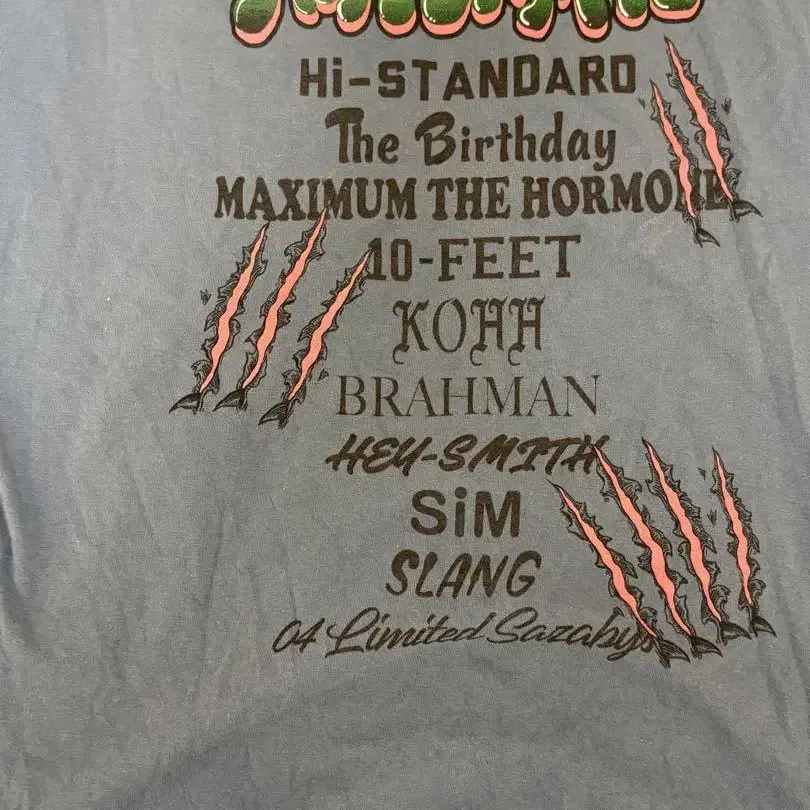 Hi-STANDARD
The Birthday
MAXIMUM THE HORMONE
10-FEET
KOHH
BRAHMAN
HEY-SMITH
SiM
SLANG
04 Limited Sazabys